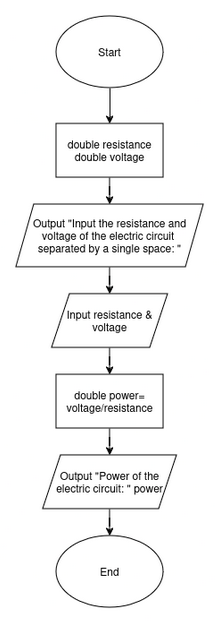 Start
double resistance
double voltage
Output "Input the resistance and
voltage of the electric circuit
separated by a single space: "
Input resistance &
voltage
double power=
voltage/resistance
Output "Power of the
electric circuit: " power
End